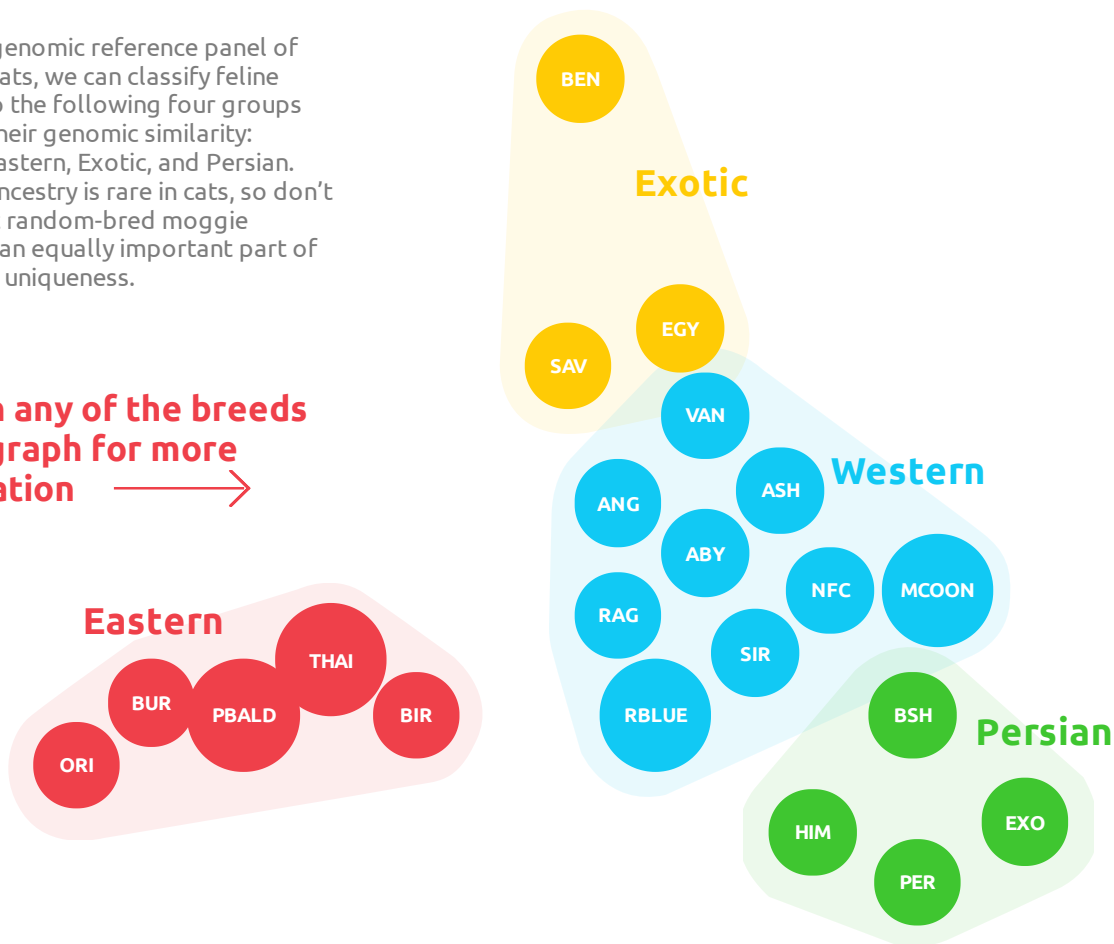 genomic reference panel of
ats, we can classify feline
o the following four groups
heir genomic similarity:
astern, Exotic, and Persian.
ncestry is rare in cats, so don't
random-bred moggie
an equally important part of
uniqueness.
any of the breeds
graph for more
ation
BEN
Exotic
EGY
SAV
VAN
Western
ASH
ANG
ABY
NFC
MCOON
RAG
SIR
RBLUE
Eastern
THAI
BUR
PBALD
BIR
ORI
BSH
Persian
HIM
EXO
PER